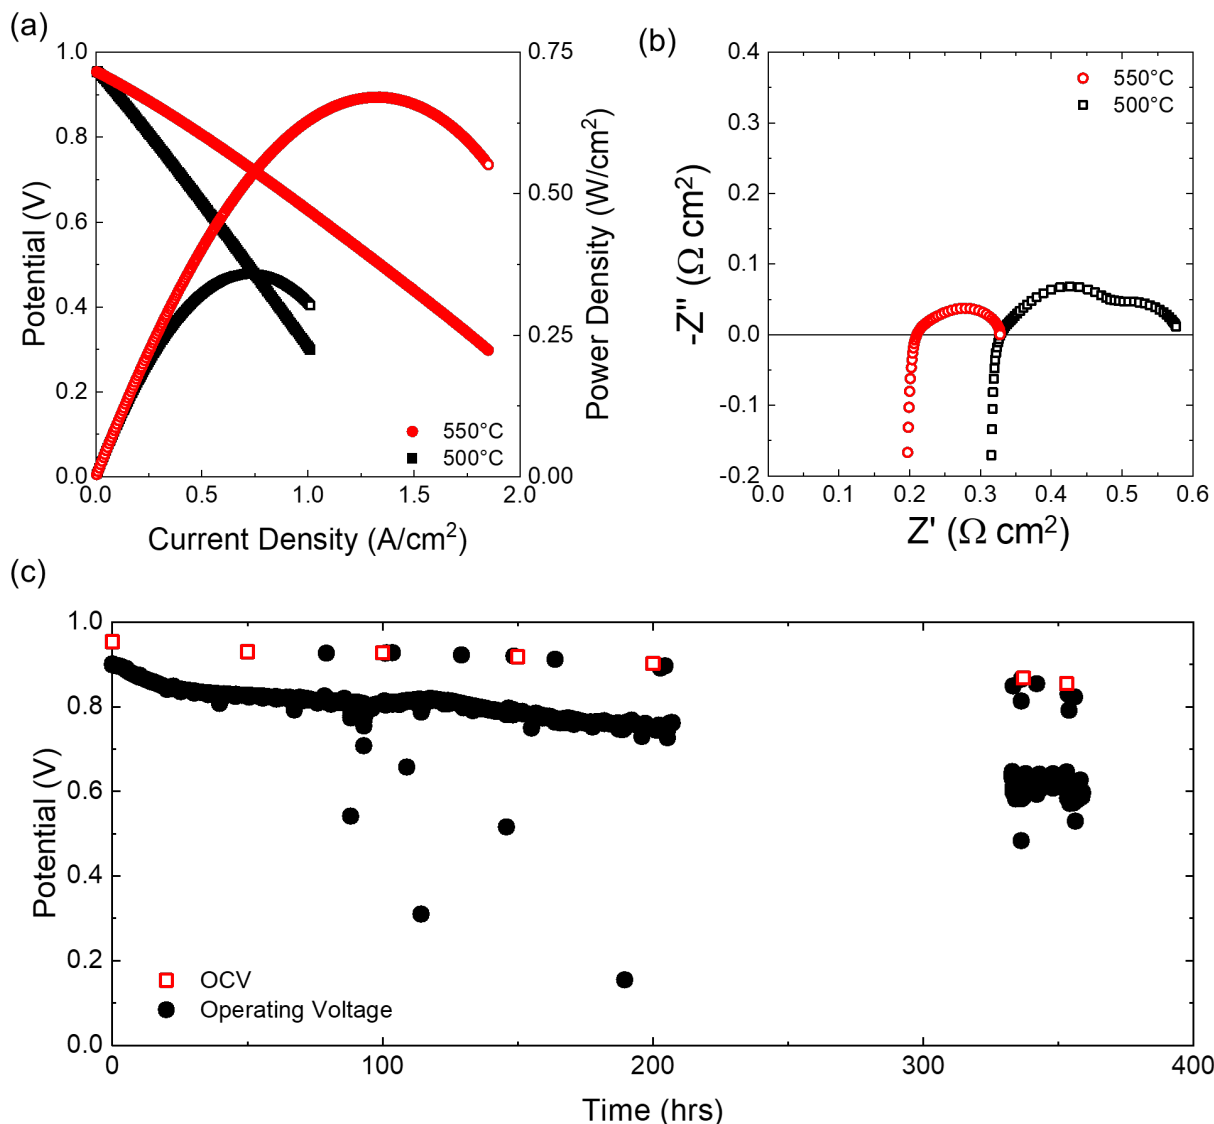 (a)
1.0
0.8
0.6
0.4
0.2
0.0
Potential (V)
0.75
0.50
0.25
0.00
Power Density (W/cm²)
550°C
500°C
0.0
0.5
1.0
1.5
2.0
Current Density (A/cm²)
(b)
0.4
0.3
0.2
0.1
0.0
-0.1
-0.2
-Z" (Ω cm²)
550°C
500°C
0.0
0.1
0.2
0.3
0.4
0.5
0.6
Z' (Ω cm²)
(c)
1.0
0.8
0.6
0.4
0.2
0.0
Potential (V)
OCV
Operating Voltage
0
100
200
300
400
Time (hrs)